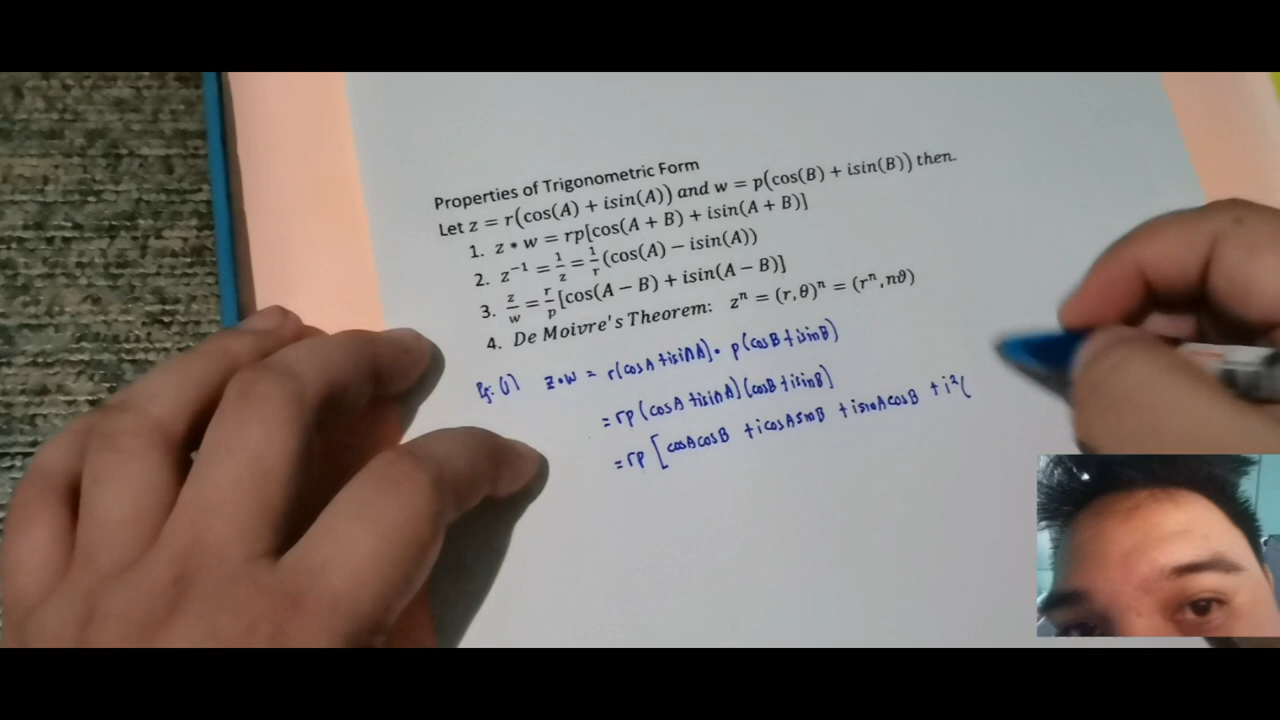 Properties of Trigonometric Form
Let z = r(cos(A) + isin(A)) and w = p(cos(B) + isin(B)) then.
1. z * w = rp[cos(A + B) + isin(A + B)]
2. z⁻¹ = 1/z = 1/r (cos(A) − isin(A))
3. z/w = r/p [cos(A − B) + isin(A − B)]
4. De Moivre's Theorem: zⁿ = (r, θ)ⁿ = (rⁿ, nϑ)
Pf: (1) z•w = r(cosA + isinA)• p(cosB + isinB)
= rp (cosA + isinA)(cosB + isinB)
= rp [cosAcosB + icosAsinB + isinAcosB + i²(